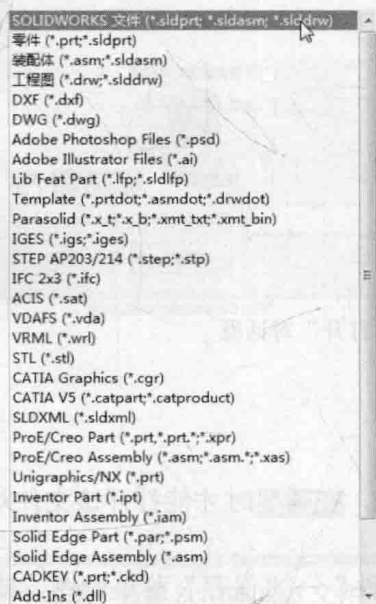 SOLIDWORKS 文件 (*.sldprt; *.sldasm; *.slddrw)
零件 (*.prt;*.sldprt)
装配体 (*.asm;*.sldasm)
工程图 (*.drw;*.slddrw)
DXF (*.dxf)
DWG (*.dwg)
Adobe Photoshop Files (*.psd)
Adobe Illustrator Files (*.ai)
Lib Feat Part (*.lfp;*.sldlfp)
Template (*.prtdot;*.asmdot;*.drwdot)
Parasolid (*.x_t;*.x_b;*.xmt_txt;*.xmt_bin)
IGES (*.igs;*.iges)
STEP AP203/214 (*.step;*.stp)
IFC 2x3 (*.ifc)
ACIS (*.sat)
VDAFS (*.vda)
VRML (*.wrl)
STL (*.stl)
CATIA Graphics (*.cgr)
CATIA V5 (*.catpart;*.catproduct)
SLDXML (*.sldxml)
ProE/Creo Part (*.prt,*.prt.*;*.xpr)
ProE/Creo Assembly (*.asm;*.asm.*;*.xas)
Unigraphics/NX (*.prt)
Inventor Part (*.ipt)
Inventor Assembly (*.iam)
Solid Edge Part (*.par;*.psm)
Solid Edge Assembly (*.asm)
CADKEY (*.prt;*.ckd)
Add-Ins (*.dll)